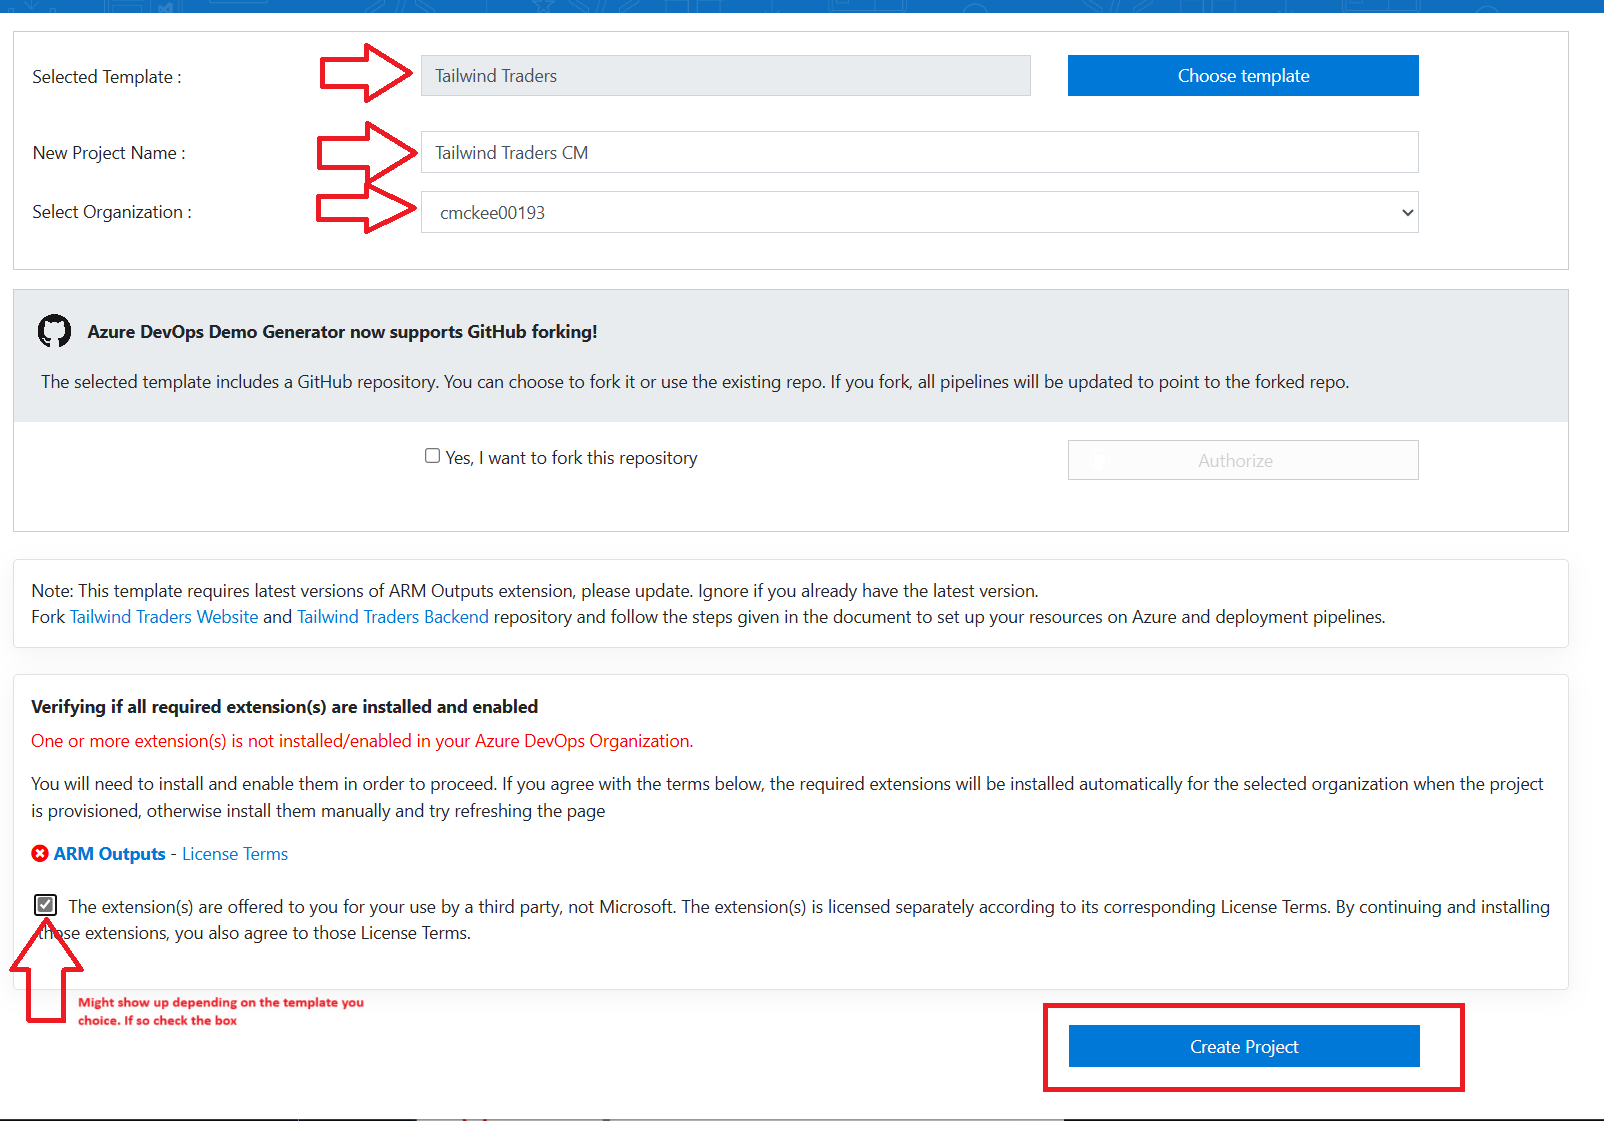 Selected Template :
Tailwind Traders
Choose template
New Project Name :
Tailwind Traders CM
Select Organization :
cmckee00193
Azure DevOps Demo Generator now supports GitHub forking!
The selected template includes a GitHub repository. You can choose to fork it or use the existing repo. If you fork, all pipelines will be updated to point to the forked repo.
Yes, I want to fork this repository
Authorize
Note: This template requires latest versions of ARM Outputs extension, please update. Ignore if you already have the latest version.
Fork Tailwind Traders Website and Tailwind Traders Backend repository and follow the steps given in the document to set up your resources on Azure and deployment pipelines.
Verifying if all required extension(s) are installed and enabled
One or more extension(s) is not installed/enabled in your Azure DevOps Organization.
You will need to install and enable them in order to proceed. If you agree with the terms below, the required extensions will be installed automatically for the selected organization when the project
is provisioned, otherwise install them manually and try refreshing the page
ARM Outputs - License Terms
The extension(s) are offered to you for your use by a third party, not Microsoft. The extension(s) is licensed separately according to its corresponding License Terms. By continuing and installing
those extensions, you also agree to those License Terms.
Might show up depending on the template you
choice. If so check the box
Create Project